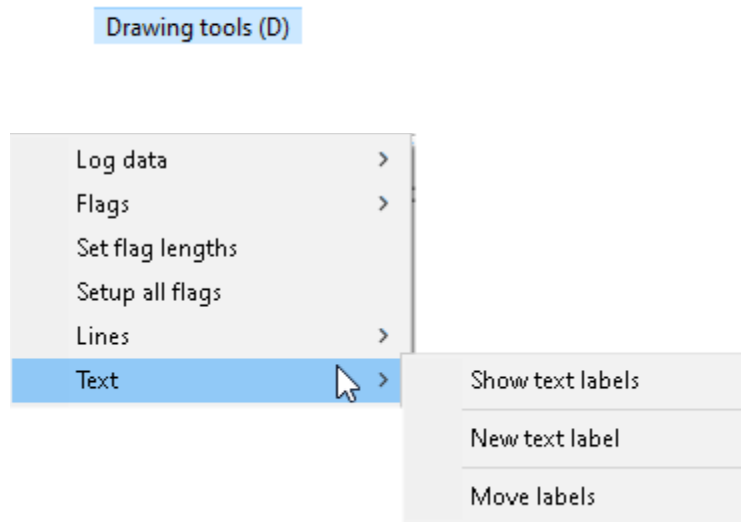 Drawing tools (D)
Log data
Flags
Set flag lengths
Setup all flags
Lines
Text
Show text labels
New text label
Move labels